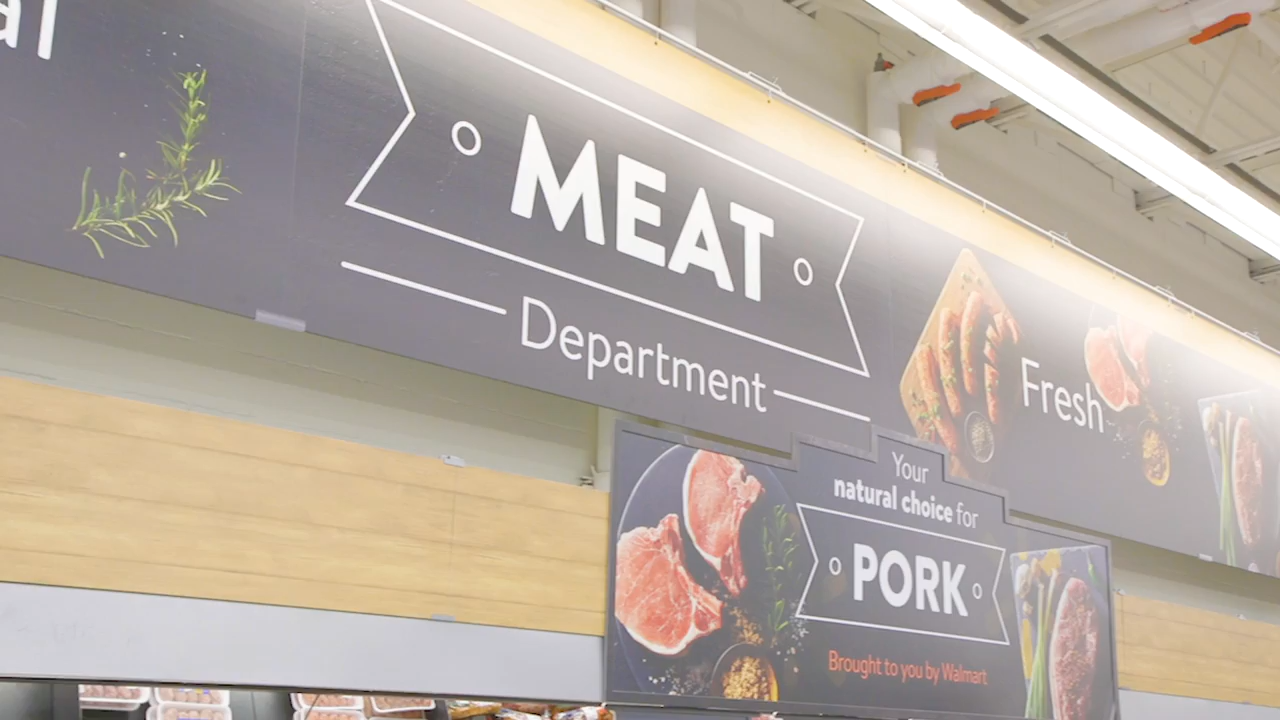 MEAT
Department
Fresh
Your
natural choice for
PORK
Brought to you by Walmart